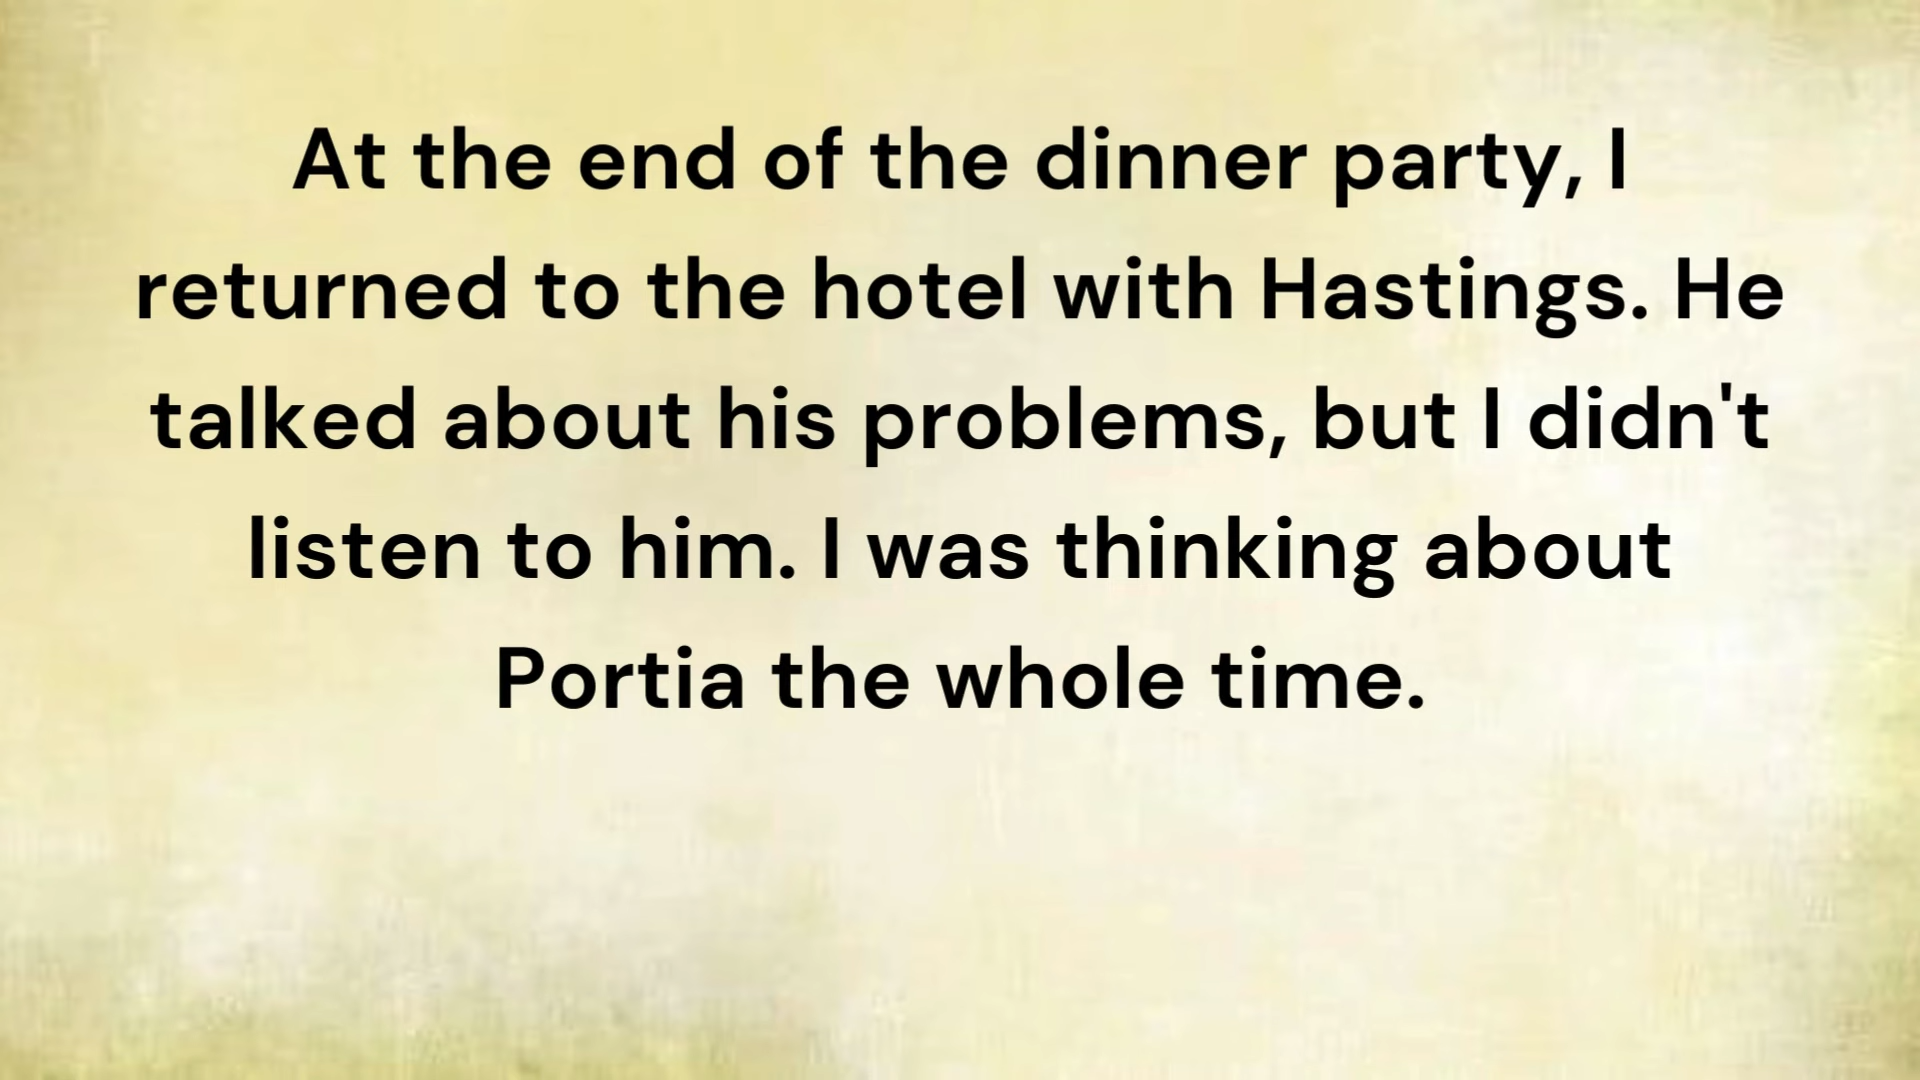 At the end of the dinner party, I
returned to the hotel with Hastings. He
talked about his problems, but I didn't
listen to him. I was thinking about
Portia the whole time.